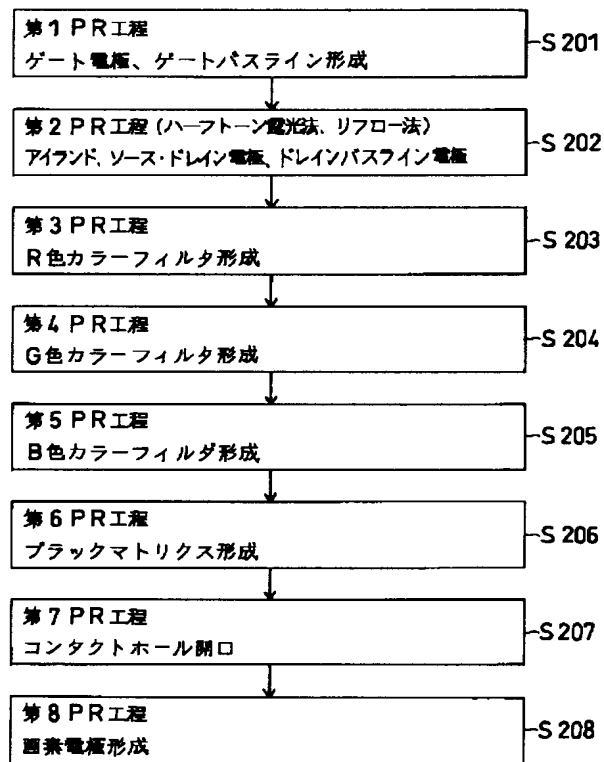 第1PR工程
ゲート電極、ゲートバスライン形成
S201
第2PR工程(ハーフトーン露光法、リフロー法)
アイランド、ソース・ドレイン電極、ドレインバスライン電極
S202
第3PR工程
R色カラーフィルタ形成
S203
第4PR工程
G色カラーフィルタ形成
S204
第5PR工程
B色カラーフィルダ形成
S205
第6PR工程
ブラックマトリクス形成
S206
第7PR工程
コンタクトホール開口
S207
第8PR工程
画素電極形成
S208